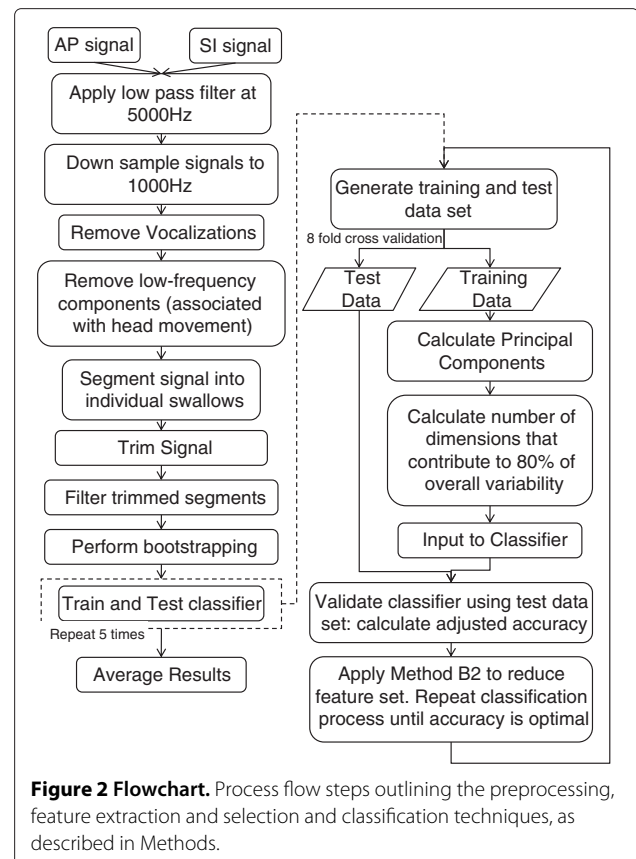 AP signal
SI signal
Apply low pass filter at
5000Hz
Down sample signals to
1000Hz
Remove Vocalizations
Remove low-frequency
components (associated
with head movement)
Segment signal into
individual swallows
Trim Signal
Filter trimmed segments
Perform bootstrapping
Train and Test classifier
Repeat 5 times
Average Results
Generate training and test
data set
8 fold cross validation
Test
Data
Training
Data
Calculate Principal
Components
Calculate number of
dimensions that
contribute to 80% of
overall variability
Input to Classifier
Validate classifier using test data
set: calculate adjusted accuracy
Apply Method B2 to reduce
feature set. Repeat classification
process until accuracy is optimal
Figure 2 Flowchart. Process flow steps outlining the preprocessing,
feature extraction and selection and classification techniques, as
described in Methods.